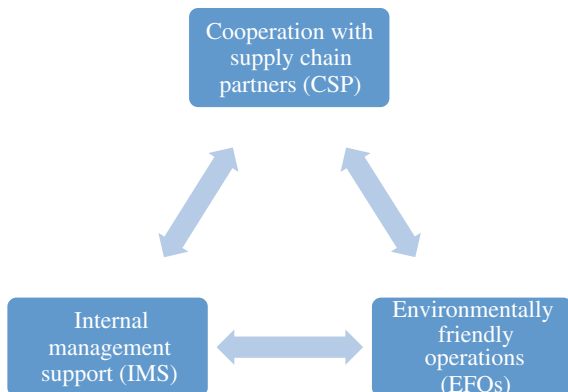 Cooperation with
supply chain
partners (CSP)
Internal
management
support (IMS)
Environmentally
friendly
operations
(EFOs)